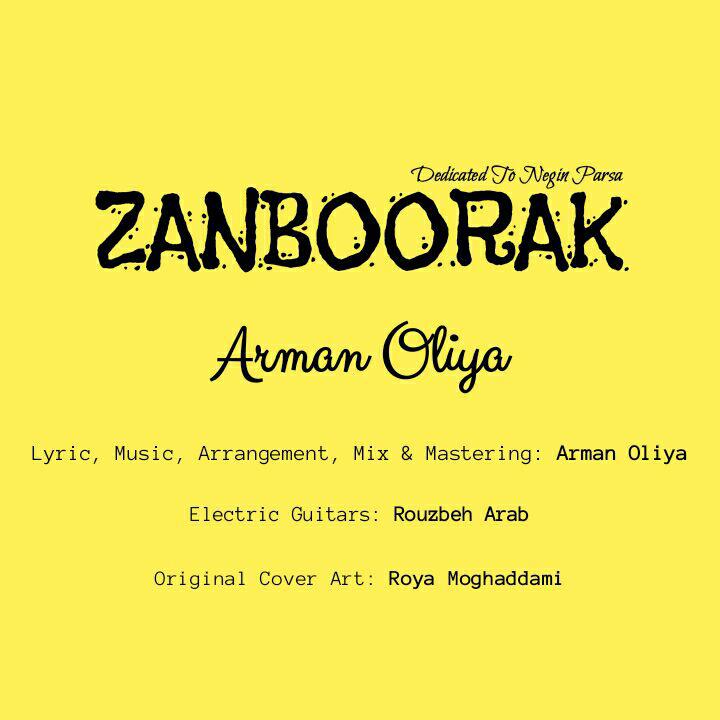 Dedicated To Negin Parsa
ZANBOORAK
Arman Oliya
Lyric, Music, Arrangement, Mix & Mastering: Arman Oliya
Electric Guitars: Rouzbeh Arab
Original Cover Art: Roya Moghaddami